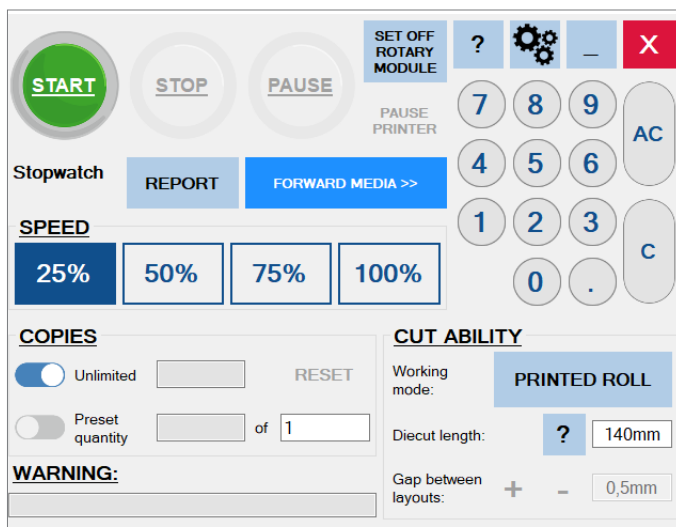 START
STOP
PAUSE
SET OFF
ROTARY
MODULE
?
_
X
PAUSE
PRINTER
7 8 9
AC
4 5 6
1 2 3
C
0 .
Stopwatch
REPORT
FORWARD MEDIA >>
SPEED
25% 50% 75% 100%
COPIES
Unlimited
RESET
Preset
quantity
of 1
WARNING:
CUT ABILITY
Working
mode:
PRINTED ROLL
Diecut length: ? 140mm
Gap between
layouts:
+ - 0,5mm